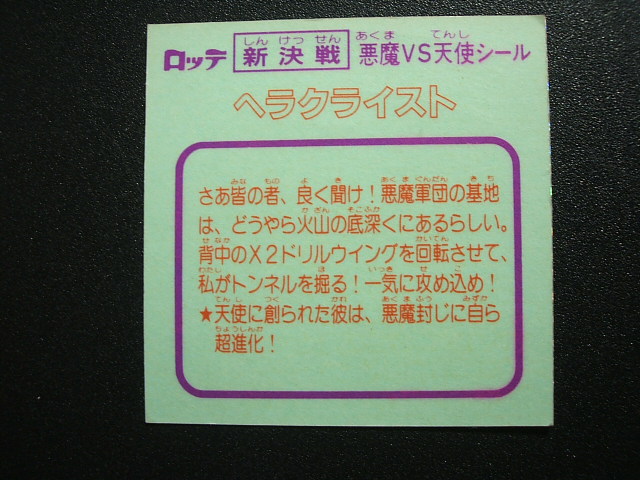 ロッテ 新決戦 悪魔VS天使シール
ヘラクライスト
さあ皆の者、良く聞け！悪魔軍団の基地
は、どうやら火山の底深くにあるらしい。
背中のX2ドリルウイングを回転させて、
私がトンネルを掘る！一気に攻め込め！
★天使に創られた彼は、悪魔封じに自ら
超進化！